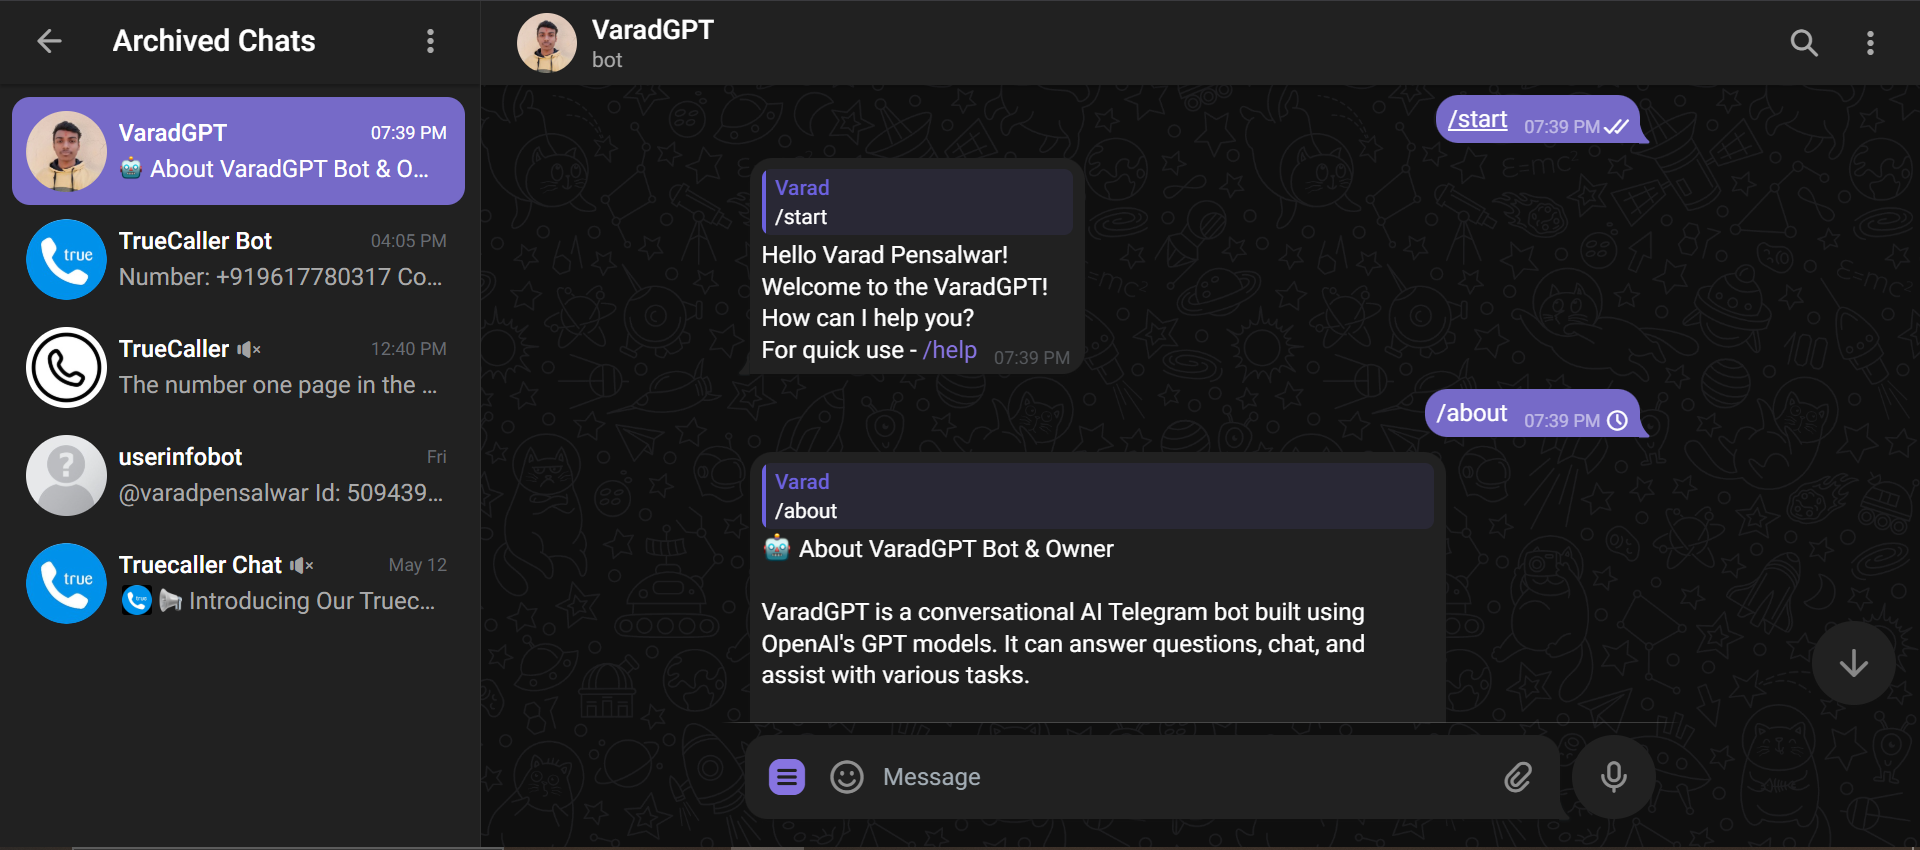 Archived Chats
VaradGPT
07:39 PM
🤖 About VaradGPT Bot & O...
true
TrueCaller Bot
04:05 PM
Number: +919617780317 Co...
TrueCaller
12:40 PM
The number one page in the ...
?
userinfobot
Fri
@varadpensalwar Id: 509439...
true
Truecaller Chat
May 12
📢 Introducing Our Truec...
VaradGPT
bot
/start 07:39 PM
Varad
/start
Hello Varad Pensalwar!
Welcome to the VaradGPT!
How can I help you?
For quick use - /help 07:39 PM
/about 07:39 PM
Varad
/about
🤖 About VaradGPT Bot & Owner
VaradGPT is a conversational AI Telegram bot built using
OpenAI's GPT models. It can answer questions, chat, and
assist with various tasks.
Message